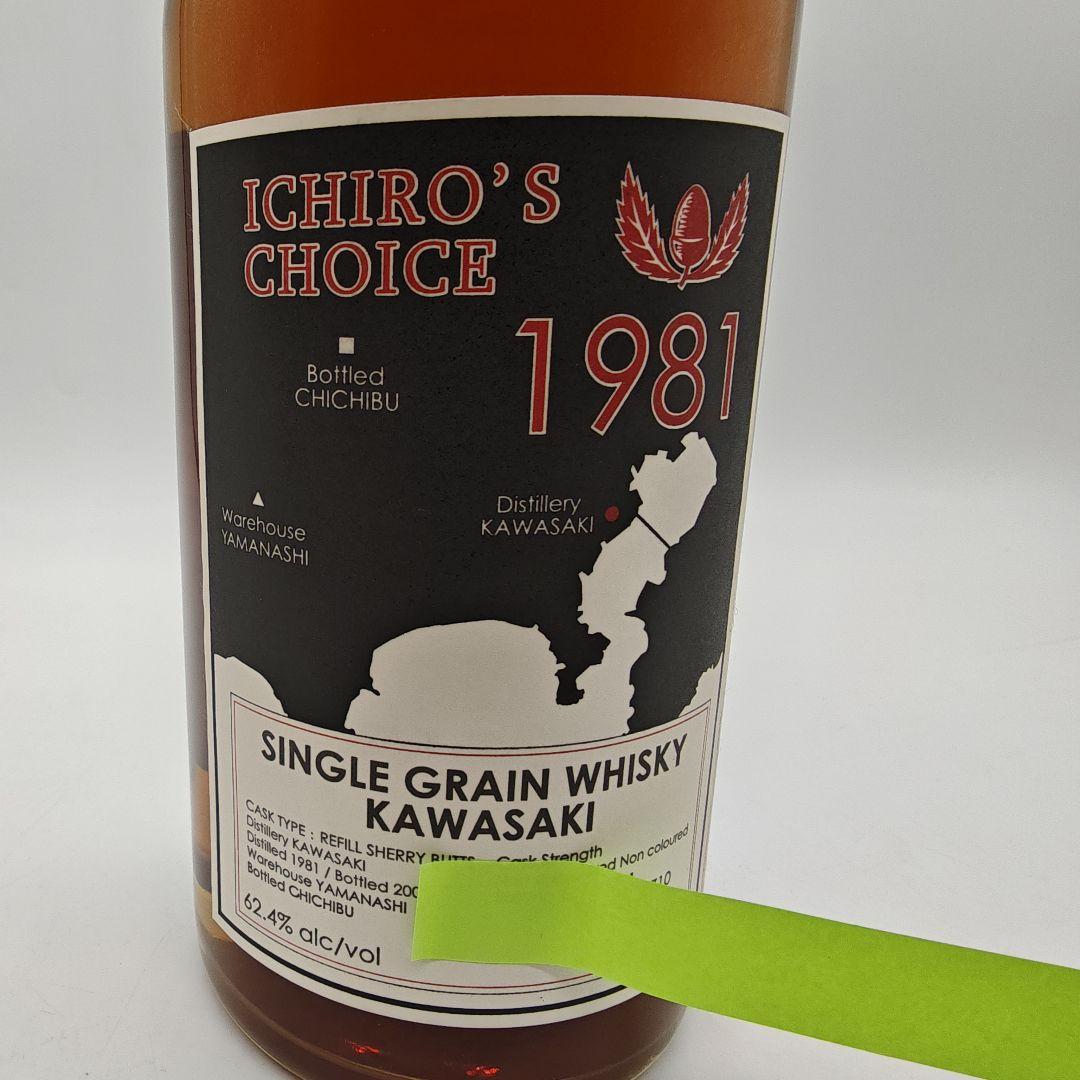 ICHIRO'S
CHOICE
1981
Bottled
CHICHIBU
Warehouse
YAMANASHI
Distillery
KAWASAKI
SINGLE GRAIN WHISKY
KAWASAKI
CASK TYPE : REFILL SHERRY BUTTS
Cask Strength
Distillery KAWASAKI
Non coloured
Distilled 1981 / Bottled 200
Warehouse YAMANASHI
Bottled CHICHIBU
62.4% alc/vol